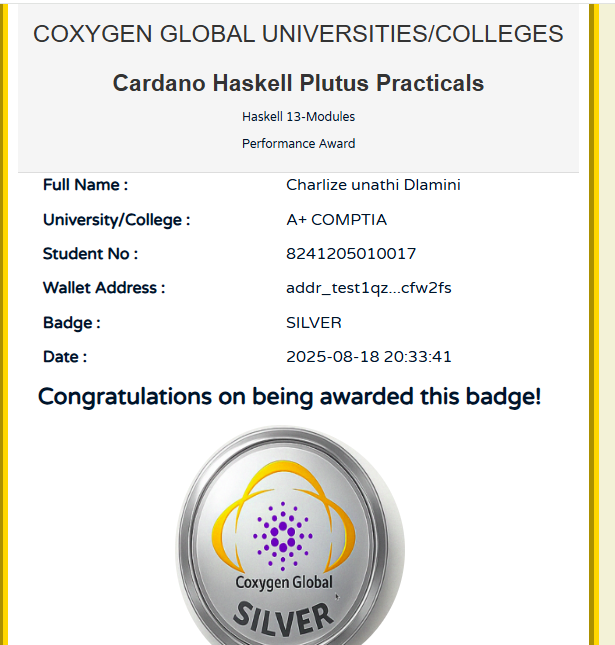 COXYGEN GLOBAL UNIVERSITIES/COLLEGES
Cardano Haskell Plutus Practicals
Haskell 13-Modules
Performance Award
Full Name : Charlize unathi Dlamini
University/College : A+ COMPTIA
Student No : 8241205010017
Wallet Address : addr_test1qz...cfw2fs
Badge : SILVER
Date : 2025-08-18 20:33:41
Congratulations on being awarded this badge!
Coxygen Global
SILVER